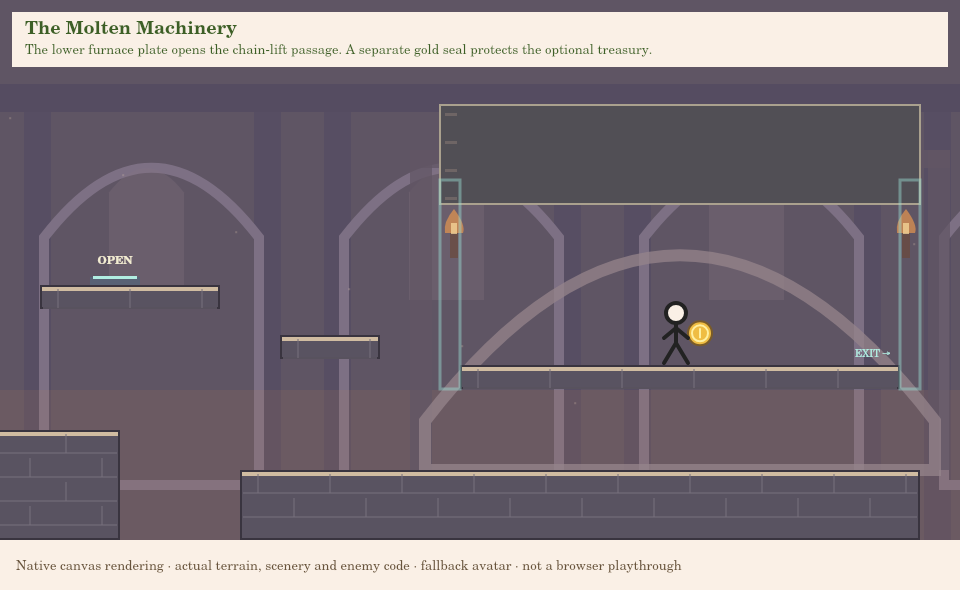 The Molten Machinery
The lower furnace plate opens the chain-lift passage. A separate gold seal protects the optional treasury.
OPEN
EXIT→
Native canvas rendering · actual terrain, scenery and enemy code · fallback avatar · not a browser playthrough